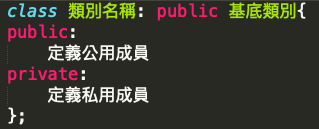 class 類別名稱: public 基底類別{
public:
    定義公用成員
private:
    定義私用成員
};